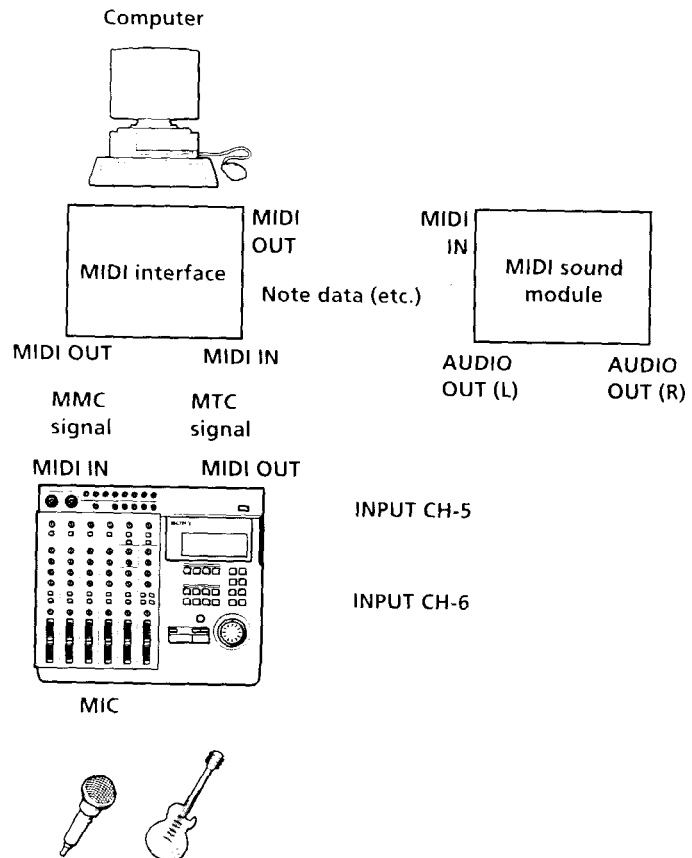 Computer
MIDI
OUT
MIDI interface
Note data (etc.)
MIDI
IN
MIDI sound
module
MIDI OUT
MIDI IN
AUDIO
OUT (L)
AUDIO
OUT (R)
MMC
signal
MTC
signal
MIDI IN
MIDI OUT
INPUT CH-5
INPUT CH-6
MIC